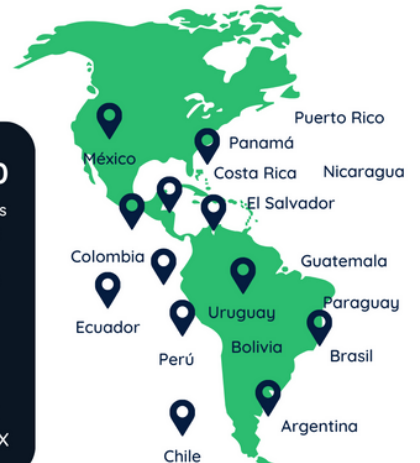 Puerto Rico
Panamá
México
Costa Rica
Nicaragua
El Salvador
Colombia
Guatemala
Paraguay
Uruguay
Ecuador
Bolivia
Perú
Brasil
Argentina
Chile
s
X